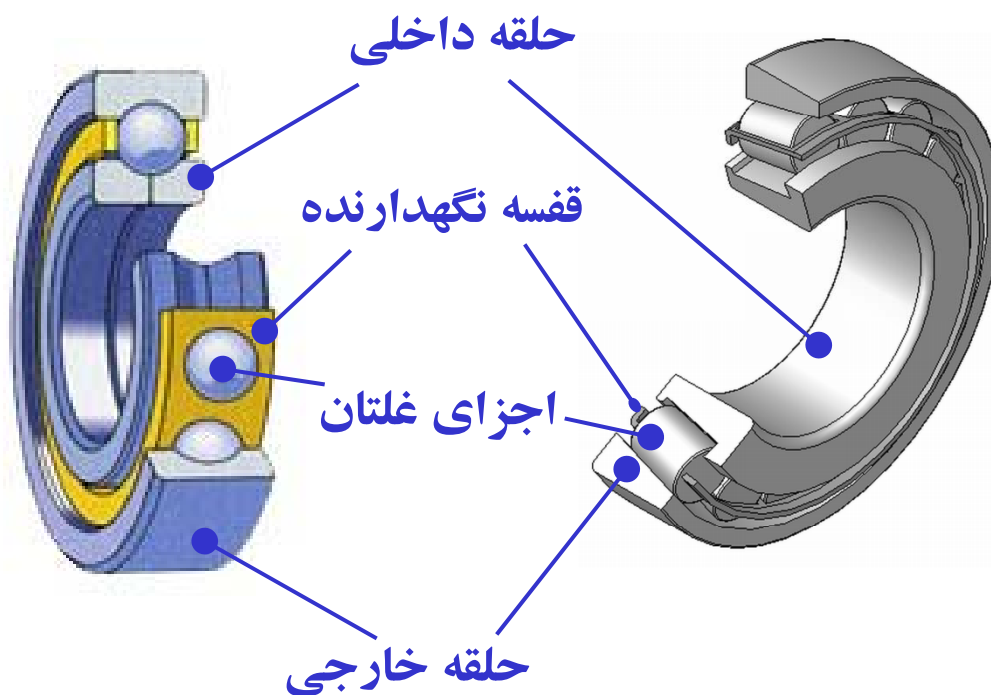 حلقه داخلی
قفسه نگهدارنده
اجزای غلتان
حلقه خارجی